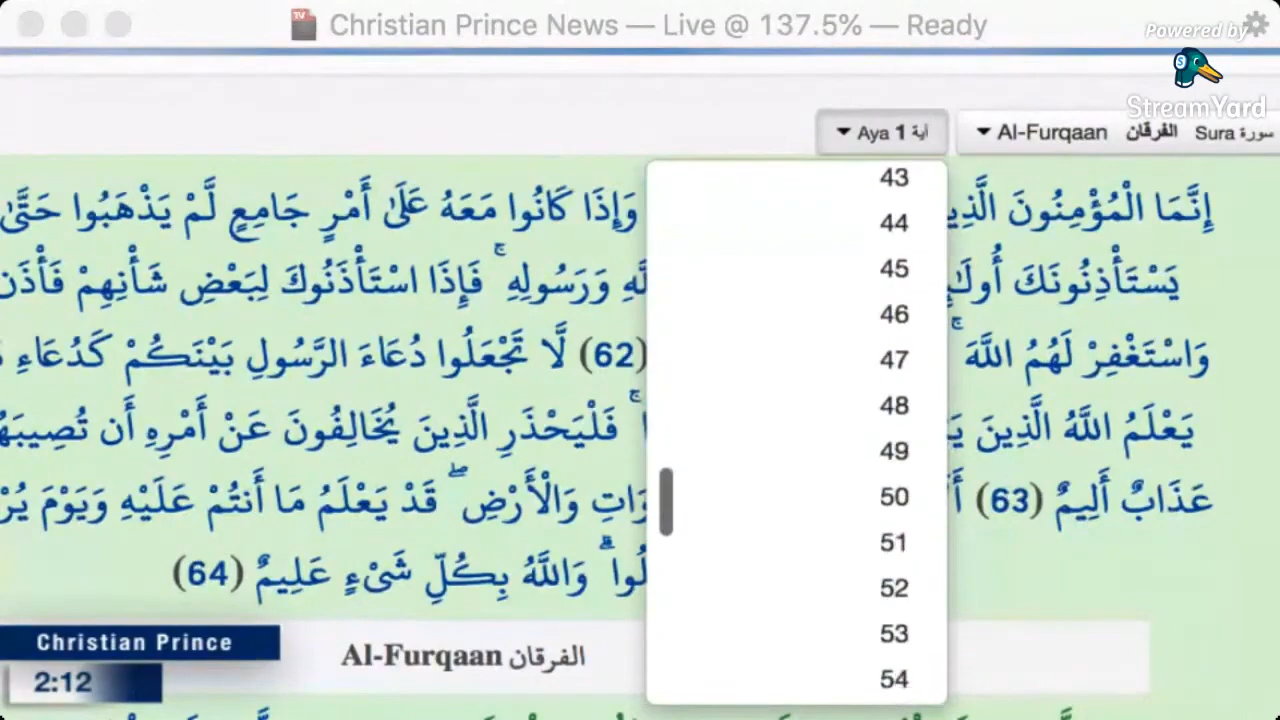 Christian Prince News — Live @ 137.5% — Ready
Powered by
StreamYard
سورة Sura الفرقان Al-Furqaan
آية Aya 1
43
44
45
46
47
48
49
50
51
52
53
54
إِنَّمَا الْمُؤْمِنُونَ الَّذِينَ وَإِذَا كَانُوا مَعَهُ عَلَىٰ أَمْرٍ جَامِعٍ لَّمْ يَذْهَبُوا حَتَّىٰ
يَسْتَأْذِنُونَكَ وَرَسُولِهِ ۚ فَإِذَا اسْتَأْذَنُوكَ لِبَعْضِ شَأْنِهِمْ فَأْذَن
وَاسْتَغْفِرْ لَهُمُ اللَّهَ ۚ (62) لَّا تَجْعَلُوا دُعَاءَ الرَّسُولِ بَيْنَكُمْ كَدُعَاءِ
يَعْلَمُ اللَّهُ الَّذِينَ ۚ فَلْيَحْذَرِ الَّذِينَ يُخَالِفُونَ عَنْ أَمْرِهِ أَن
عَذَابٌ أَلِيمٌ (63) وَالْأَرْضِ ۖ قَدْ يَعْلَمُ مَا أَنتُمْ عَلَيْهِ وَيَوْمَ
وَاللَّهُ بِكُلِّ شَيْءٍ عَلِيمٌ (64)
الفرقان Al-Furqaan
Christian Prince
2:12